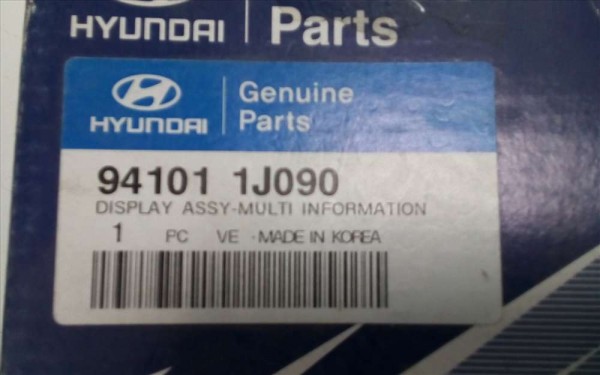 HYUNDAI | Parts
HYUNDAI | Genuine Parts
94101 1J090
DISPLAY ASSY-MULTI INFORMATION
1 PC VE - MADE IN KOREA